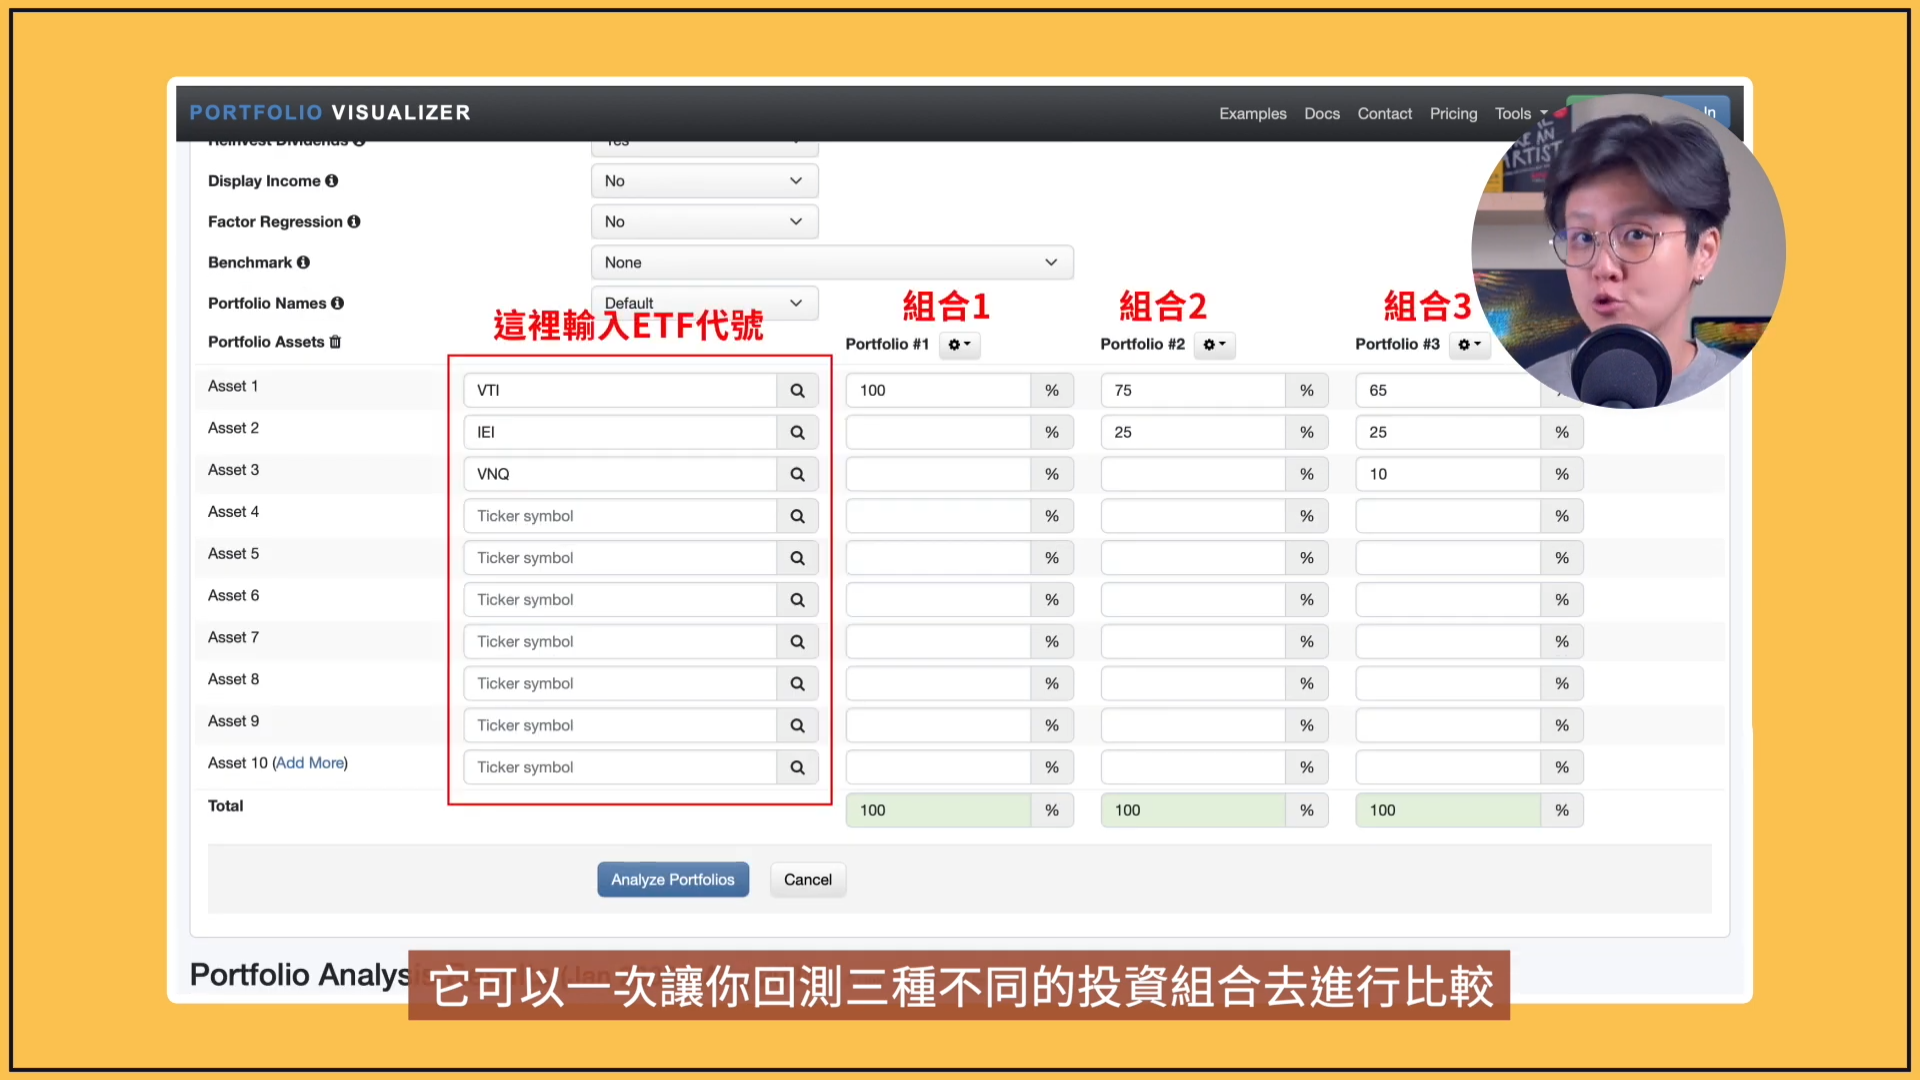 PORTFOLIO VISUALIZER
Examples Docs Contact Pricing Tools In
Reinvest Dividends Yes
Display Income No
Factor Regression No
Benchmark None
Portfolio Names Default
這裡輸入ETF代號 組合1 組合2 組合3
Portfolio Assets Portfolio #1 Portfolio #2 Portfolio #3
Asset 1 VTI 100 % 75 % 65
Asset 2 IEI % 25 % 25 %
Asset 3 VNQ % % 10 %
Asset 4 Ticker symbol % % %
Asset 5 Ticker symbol % % %
Asset 6 Ticker symbol % % %
Asset 7 Ticker symbol % % %
Asset 8 Ticker symbol % % %
Asset 9 Ticker symbol % % %
Asset 10 (Add More) Ticker symbol % % %
Total 100 % 100 % 100 %
Analyze Portfolios Cancel
Portfolio Analys
它可以一次讓你回測三種不同的投資組合去進行比較
AN
ARTIST